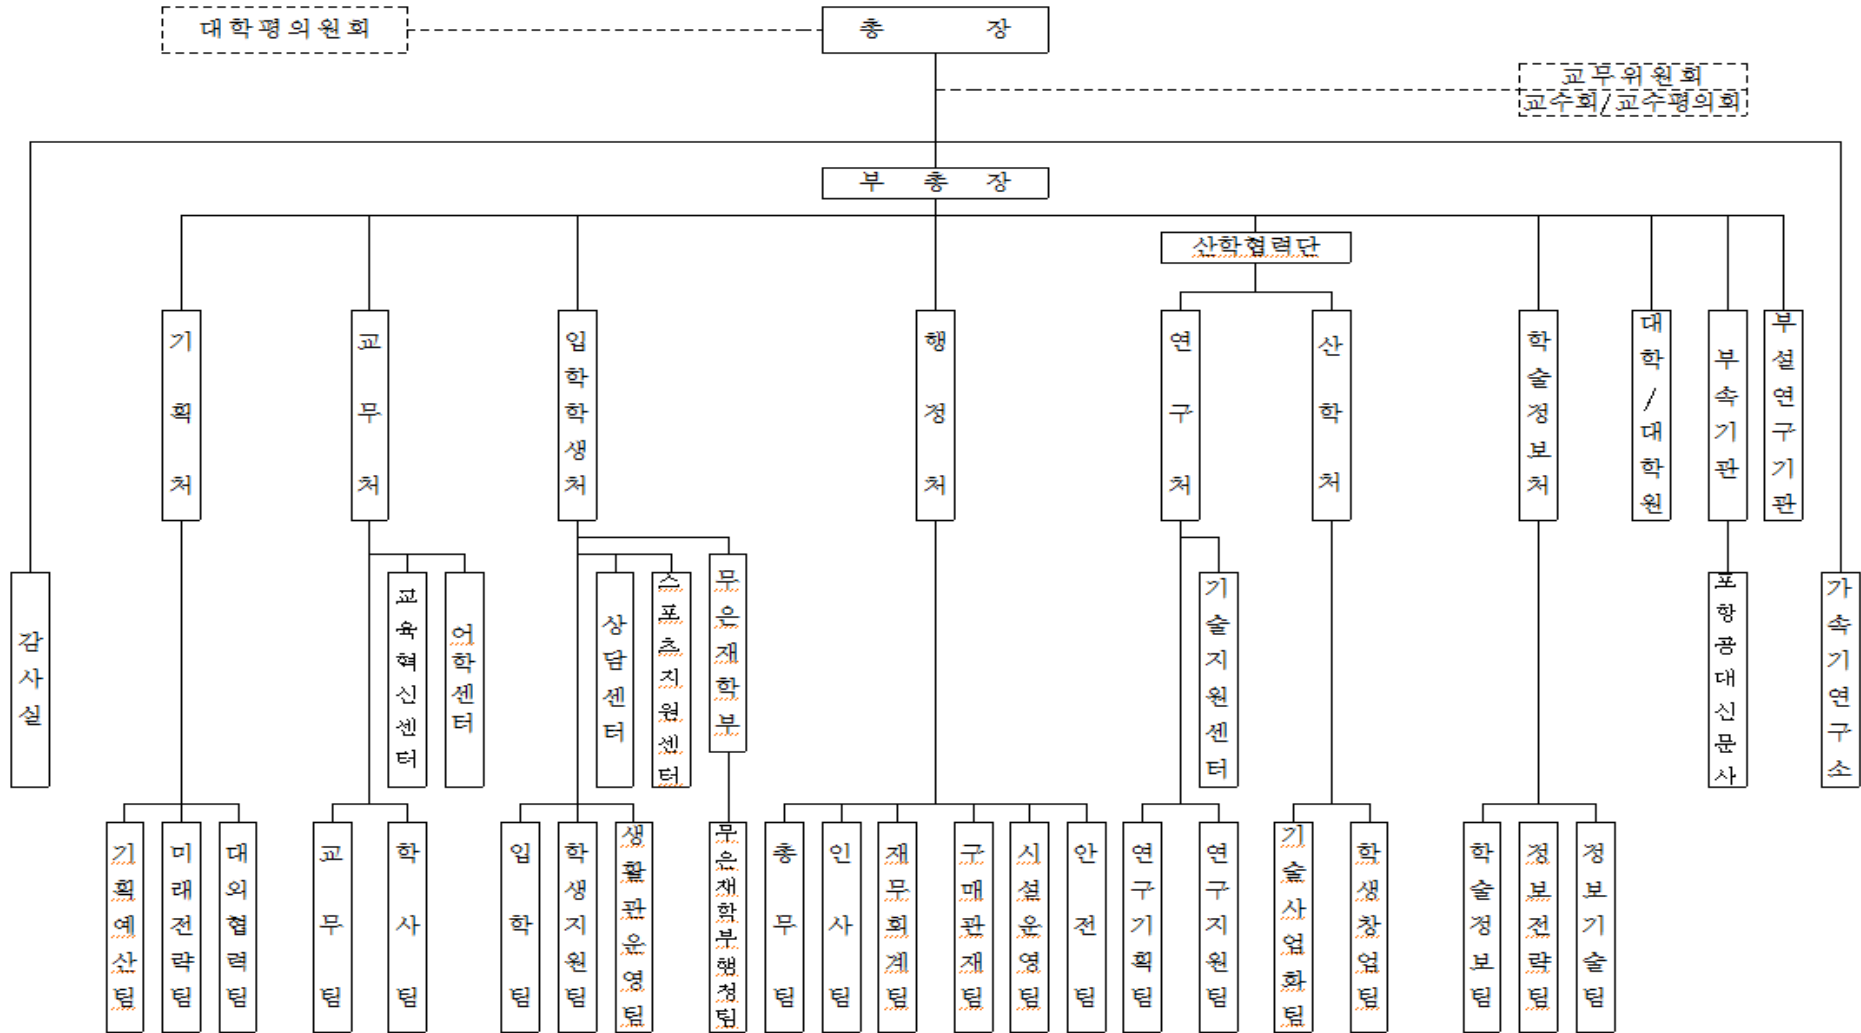 대학평의원회
총 장
교무위원회
교수회/교수평의회
부 총 장
산학협력단
기획처
교무처
입학학생처
행정처
연구처
산학처
학술정보처
대학/대학원
부속기관
부설연구기관
감사실
교육혁신센터
어학센터
상담센터
스포츠지원센터
무은재학부
기술지원센터
포항공대신문사
가속기연구소
기획예산팀
미래전략팀
대외협력팀
교무팀
학사팀
입학팀
학생지원팀
생활관운영팀
무은재학부행정팀
총무팀
인사팀
재무회계팀
구매관재팀
시설운영팀
안전팀
연구기획팀
연구지원팀
기술사업화팀
학생창업팀
학술정보팀
정보전략팀
정보기술팀